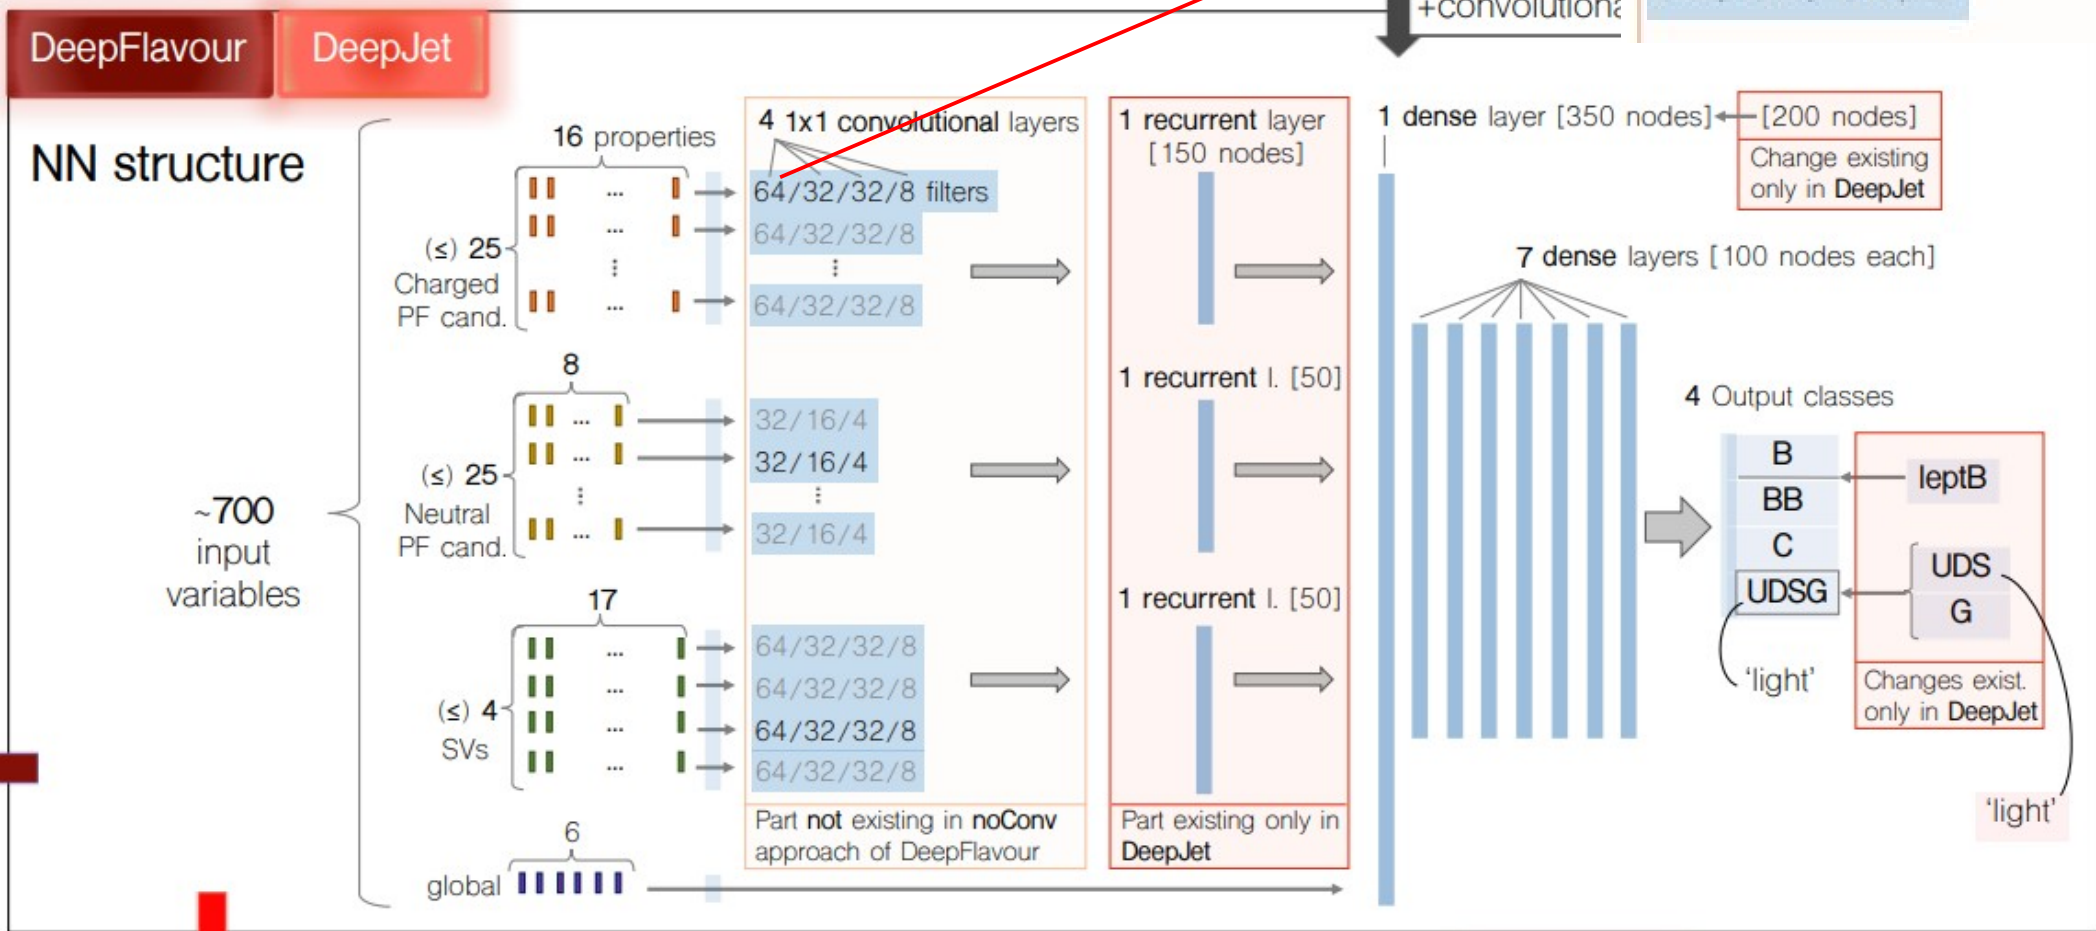 +convolutiona
DeepFlavour
DeepJet
NN structure
~700
input
variables
16 properties
(≤) 25
Charged
PF cand.
...
...
...
8
(≤) 25
Neutral
PF cand.
...
...
...
17
(≤) 4
SVs
...
...
...
...
6
global
4 1x1 convolutional layers
64/32/32/8 filters
64/32/32/8
64/32/32/8
32/16/4
32/16/4
32/16/4
64/32/32/8
64/32/32/8
64/32/32/8
64/32/32/8
Part not existing in noConv
approach of DeepFlavour
1 recurrent layer
[150 nodes]
1 recurrent l. [50]
1 recurrent l. [50]
Part existing only in
DeepJet
1 dense layer [350 nodes]
[200 nodes]
Change existing
only in DeepJet
7 dense layers [100 nodes each]
4 Output classes
B
BB
C
UDSG
'light'
leptB
UDS
G
Changes exist.
only in DeepJet
'light'